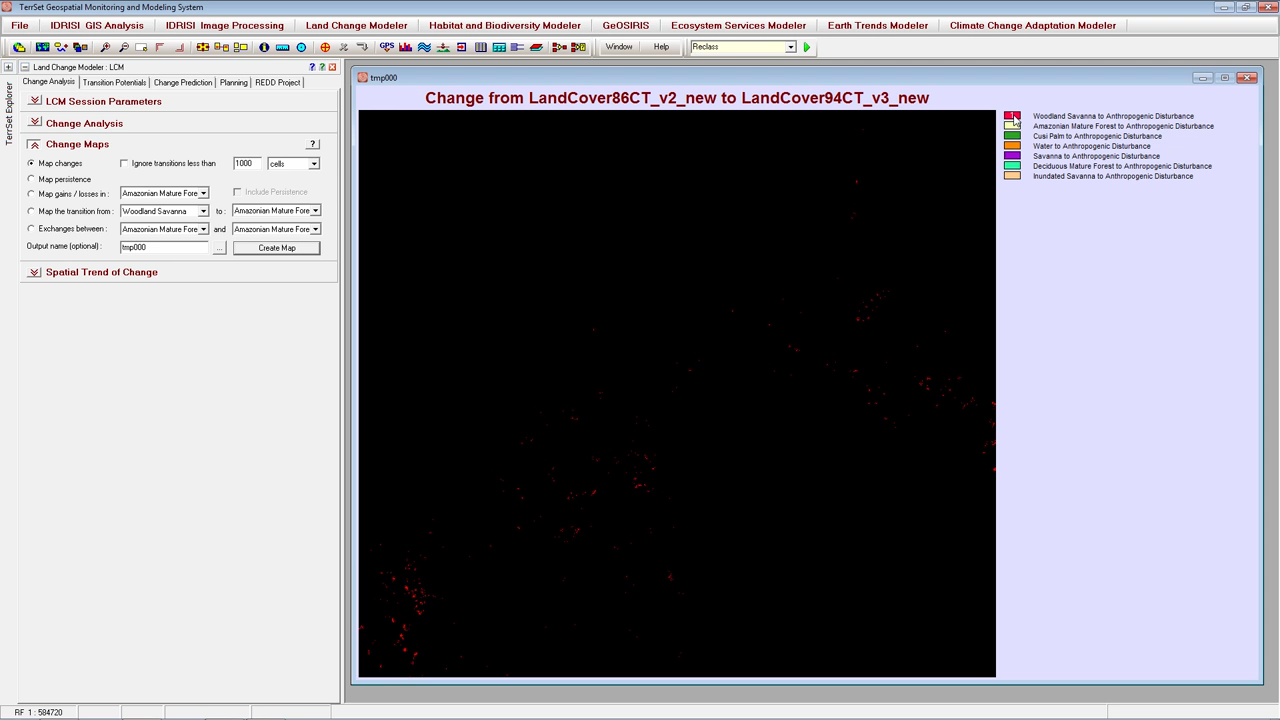 TerrSet Geospatial Monitoring and Modeling System
File IDRISI GIS Analysis IDRISI Image Processing Land Change Modeler Habitat and Biodiversity Modeler GeOSIRIS Ecosystem Services Modeler Earth Trends Modeler Climate Change Adaptation Modeler
GPS Window Help Reclass
TerrSet Explorer
Land Change Modeler : LCM
Change Analysis Transition Potentials Change Prediction Planning REDD Project
LCM Session Parameters
Change Analysis
Change Maps ?
Map changes Ignore transitions less than 1000 cells
Map persistence
Map gains / losses in : Amazonian Mature Fore Include Persistence
Map the transition from : Woodland Savanna to : Amazonian Mature Fore
Exchanges between : Amazonian Mature Fore and Amazonian Mature Fore
Output name (optional) : tmp000 ... Create Map
Spatial Trend of Change
tmp000
Change from LandCover86CT_v2_new to LandCover94CT_v3_new
Woodland Savanna to Anthropogenic Disturbance
Amazonian Mature Forest to Anthropogenic Disturbance
Cusi Palm to Anthropogenic Disturbance
Water to Anthropogenic Disturbance
Savanna to Anthropogenic Disturbance
Deciduous Mature Forest to Anthropogenic Disturbance
Inundated Savanna to Anthropogenic Disturbance
RF 1 : 584720